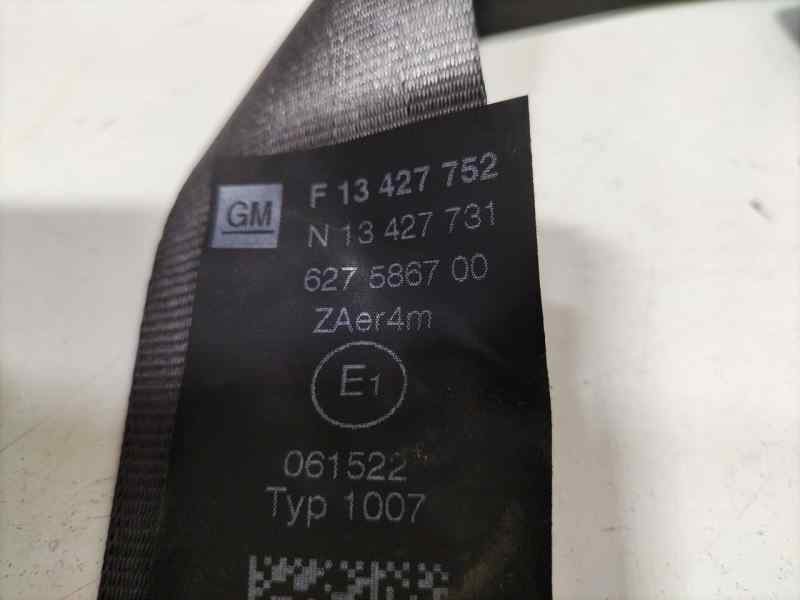 GM
F 13 427 752
N 13 427 731
627 5867 00
ZAer4m
E1
061522
Typ 1007